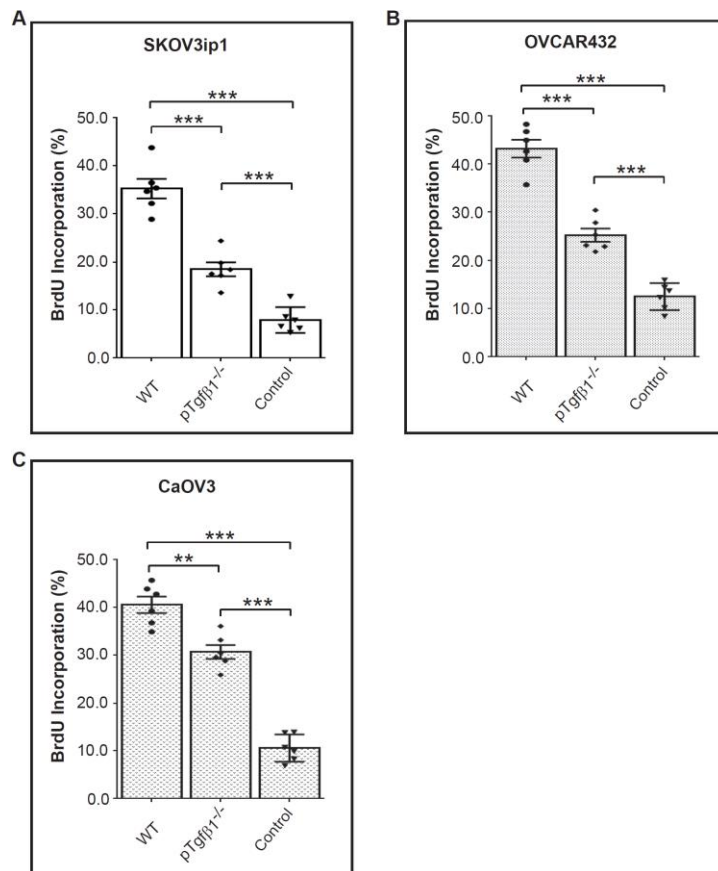 A
SKOV3ip1
BrdU Incorporation (%)
50.0
40.0
30.0
20.0
10.0
0.0
***
***
***
WT
pTgfβ1-/-
Control
B
OVCAR432
BrdU Incorporation (%)
50.0
40.0
30.0
20.0
10.0
0.0
***
***
***
WT
pTgfβ1-/-
Control
C
CaOV3
BrdU Incorporation (%)
50.0
40.0
30.0
20.0
10.0
0.0
***
**
***
WT
pTgfβ1-/-
Control